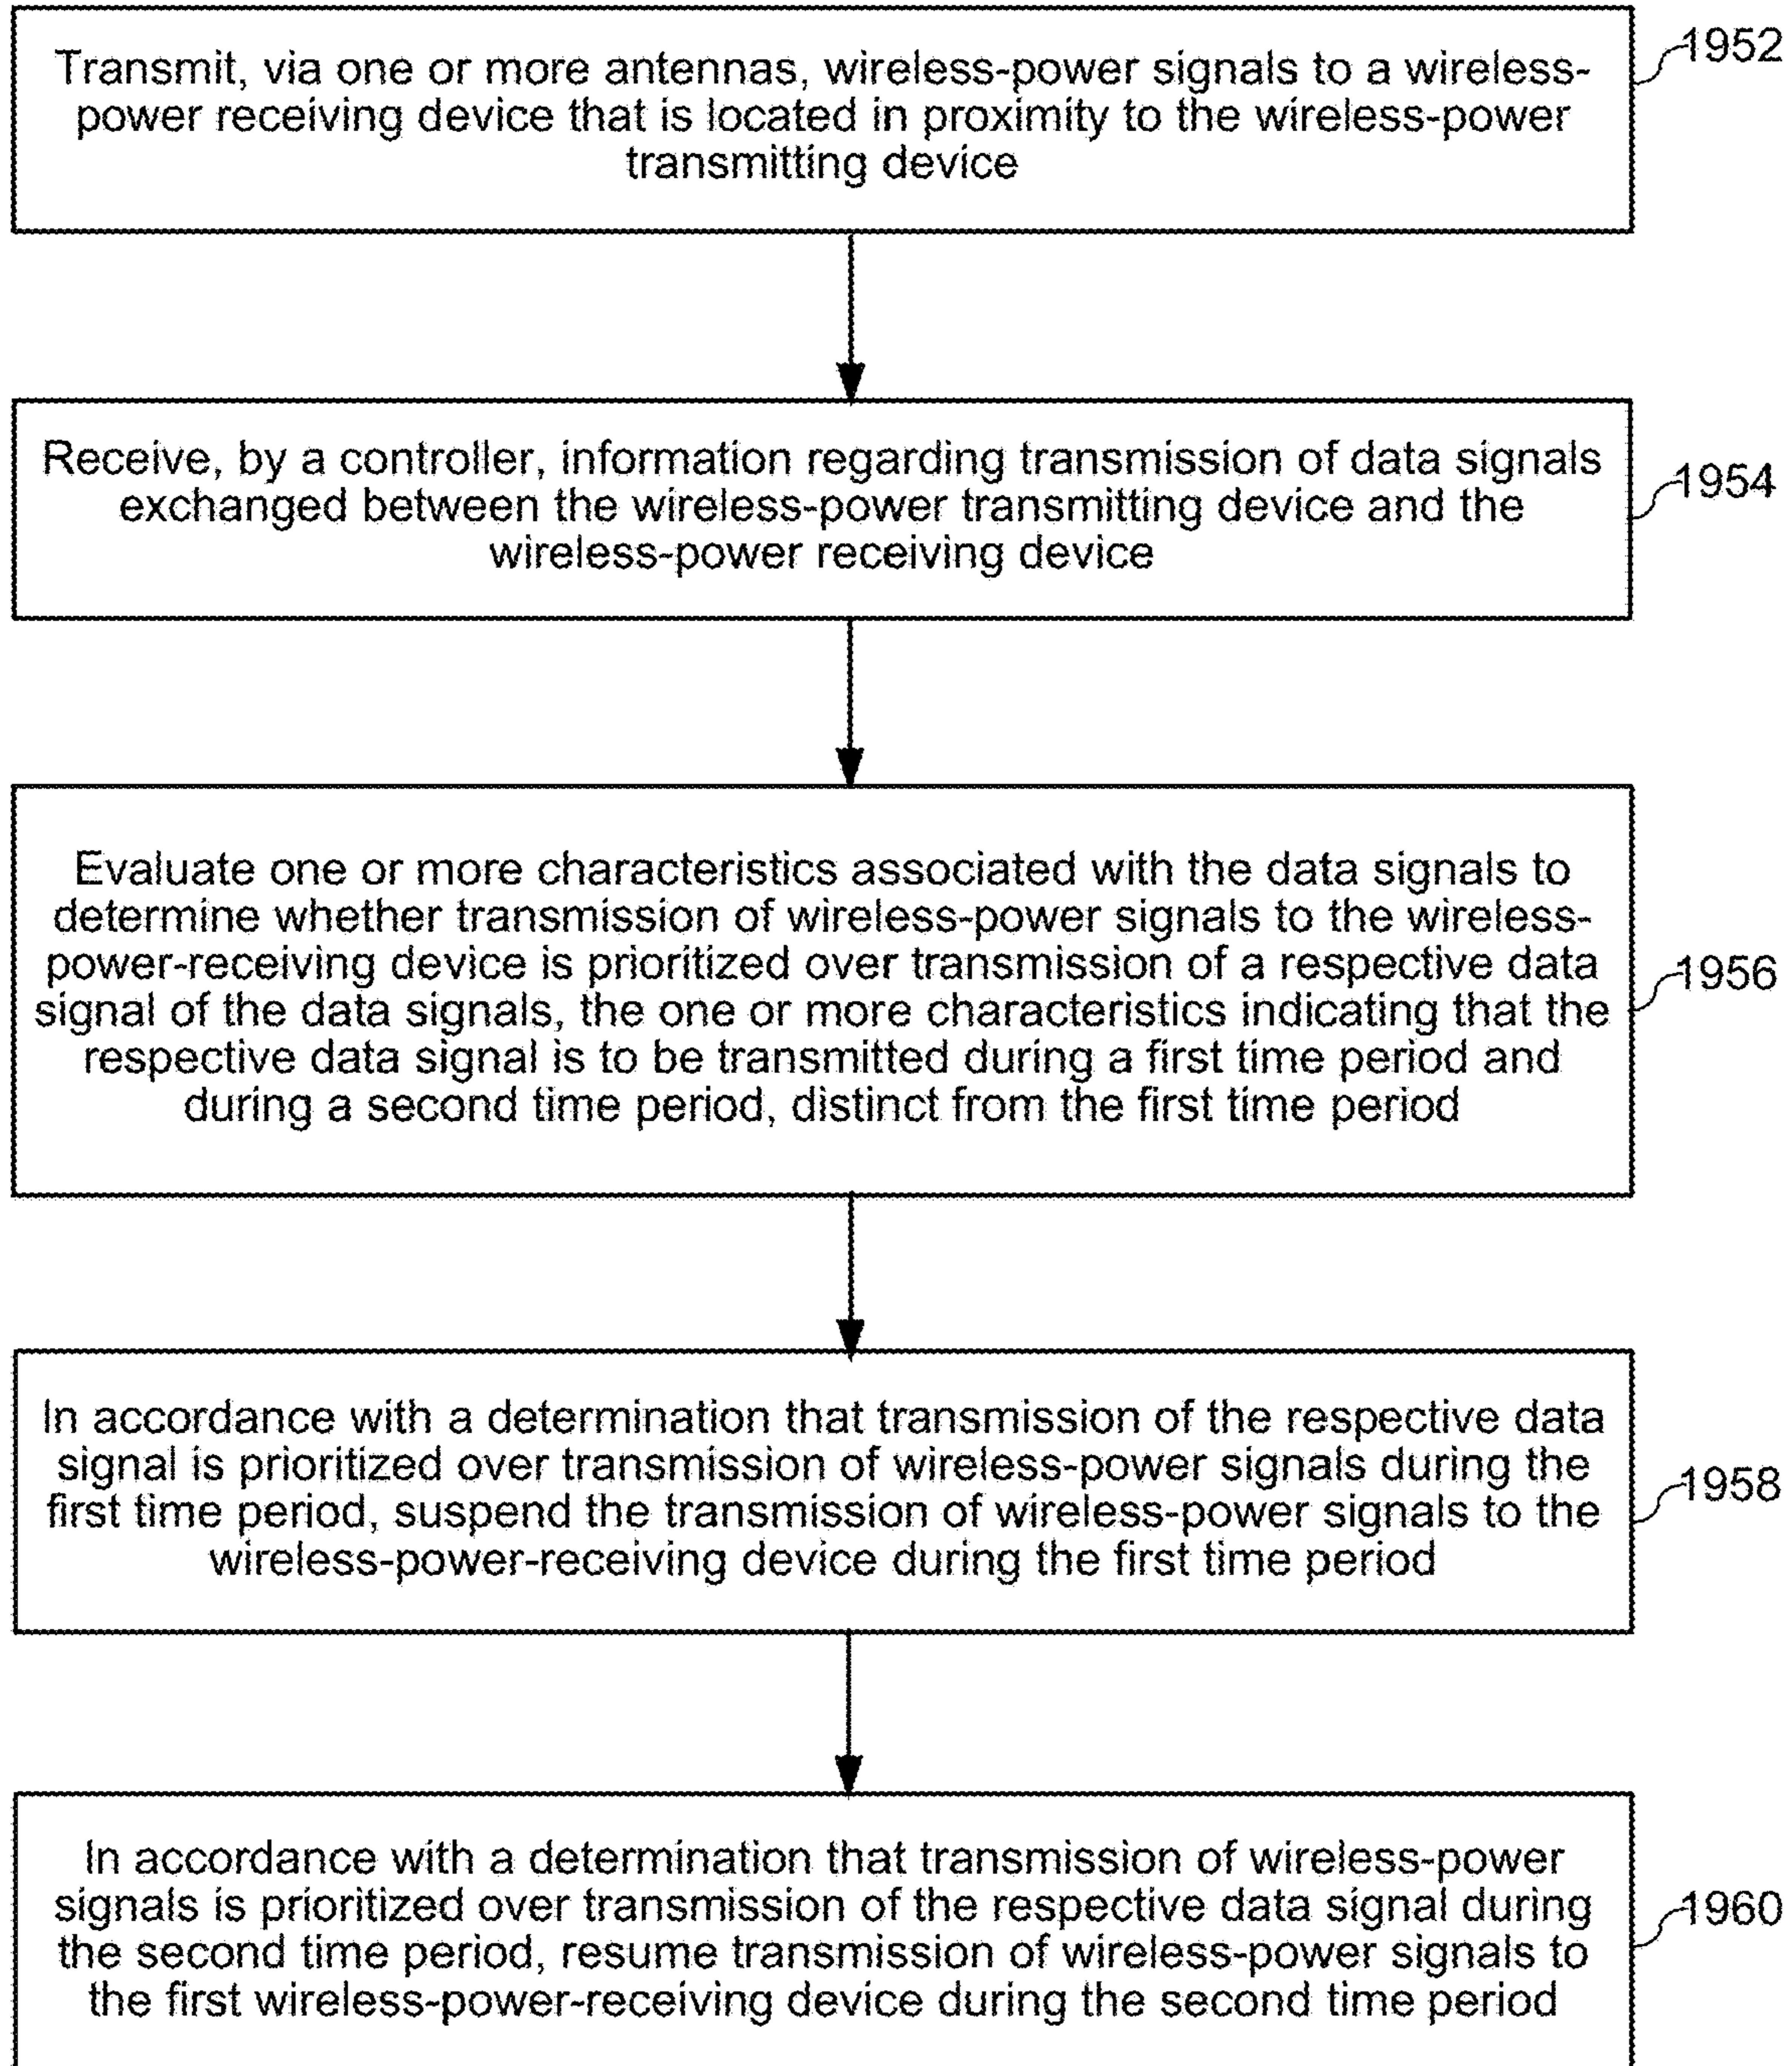 Transmit, via one or more antennas, wireless-power signals to a wireless-
power receiving device that is located in proximity to the wireless-power
transmitting device
1952
Receive, by a controller, information regarding transmission of data signals
exchanged between the wireless-power transmitting device and the
wireless-power receiving device
1954
Evaluate one or more characteristics associated with the data signals to
determine whether transmission of wireless-power signals to the wireless-
power-receiving device is prioritized over transmission of a respective data
signal of the data signals, the one or more characteristics indicating that the
respective data signal is to be transmitted during a first time period and
during a second time period, distinct from the first time period
1956
In accordance with a determination that transmission of the respective data
signal is prioritized over transmission of wireless-power signals during the
first time period, suspend the transmission of wireless-power signals to the
wireless-power-receiving device during the first time period
1958
In accordance with a determination that transmission of wireless-power
signals is prioritized over transmission of the respective data signal during
the second time period, resume transmission of wireless-power signals to
the first wireless-power-receiving device during the second time period
1960